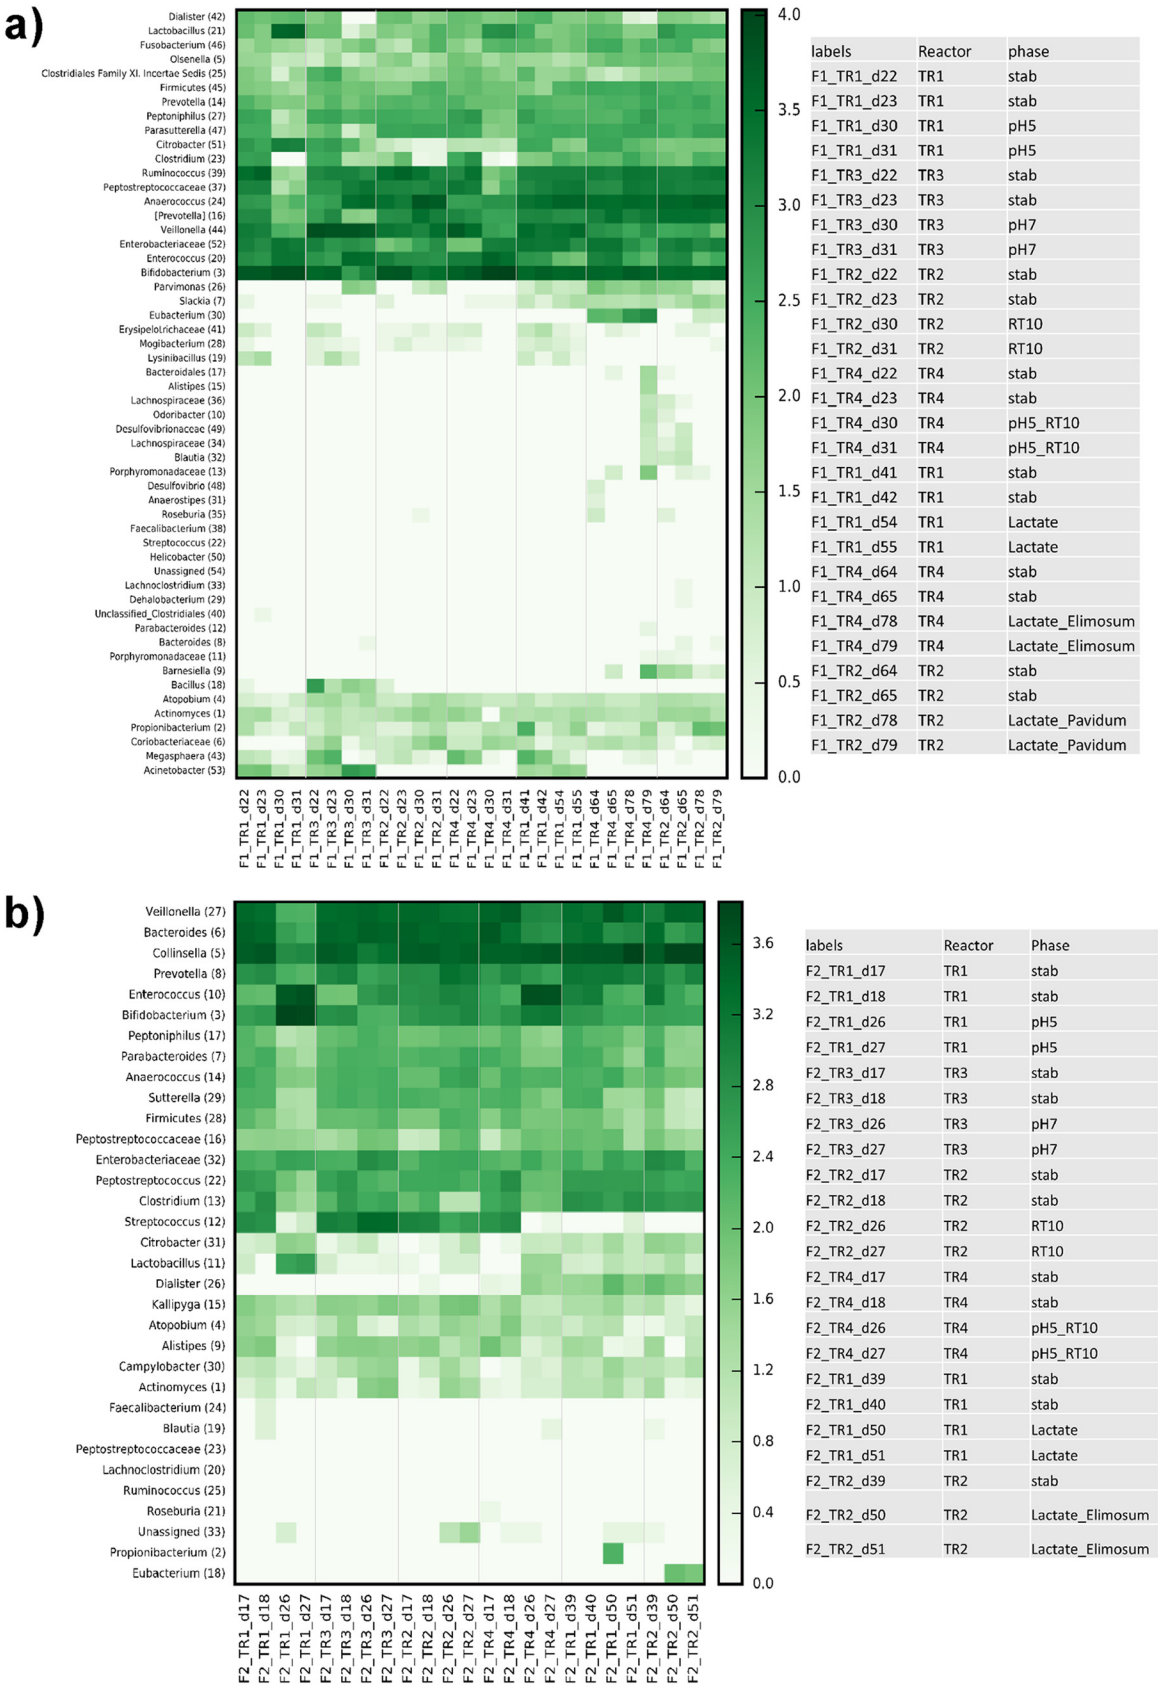 a)
Dialister (42)
Lactobacillus (21)
Fusobacterium (46)
Olsenella (5)
Clostridiales Family XI. Incertae Sedis (25)
Firmicutes (45)
Prevotella (14)
Peptoniphilus (27)
Parasutterella (47)
Citrobacter (51)
Clostridium (23)
Ruminococcus (39)
Peptostreptococcaceae (37)
Anaerococcus (24)
[Prevotella] (16)
Veillonella (44)
Enterobacteriaceae (52)
Enterococcus (20)
Bifidobacterium (3)
Parvimonas (26)
Slackia (7)
Eubacterium (30)
Erysipelotrichaceae (41)
Mogibacterium (28)
Lysinibacillus (19)
Bacteroidales (17)
Alistipes (15)
Lachnospiraceae (36)
Odoribacter (10)
Desulfovibrionaceae (49)
Lachnospiraceae (34)
Blautia (32)
Porphyromonadaceae (13)
Desulfovibrio (48)
Anaerostipes (31)
Roseburia (35)
Faecalibacterium (38)
Streptococcus (22)
Helicobacter (50)
Unassigned (54)
Lachnoclostridium (33)
Dehalobacterium (29)
Unclassified_Clostridiales (40)
Parabacteroides (12)
Bacteroides (8)
Porphyromonadaceae (11)
Barnesiella (9)
Bacillus (18)
Atopobium (4)
Actinomyces (1)
Propionibacterium (2)
Coriobacteriaceae (6)
Megasphaera (43)
Acinetobacter (53)
F1_TR1_d22
F1_TR1_d23
F1_TR1_d30
F1_TR1_d31
F1_TR3_d22
F1_TR3_d23
F1_TR3_d30
F1_TR3_d31
F1_TR2_d22
F1_TR2_d23
F1_TR2_d30
F1_TR2_d31
F1_TR4_d22
F1_TR4_d23
F1_TR4_d30
F1_TR4_d31
F1_TR1_d41
F1_TR1_d42
F1_TR1_d54
F1_TR1_d55
F1_TR4_d64
F1_TR4_d65
F1_TR4_d78
F1_TR4_d79
F1_TR2_d64
F1_TR2_d65
F1_TR2_d78
F1_TR2_d79
4.0
3.5
3.0
2.5
2.0
1.5
1.0
0.5
0.0
labels Reactor phase
F1_TR1_d22 TR1 stab
F1_TR1_d23 TR1 stab
F1_TR1_d30 TR1 pH5
F1_TR1_d31 TR1 pH5
F1_TR3_d22 TR3 stab
F1_TR3_d23 TR3 stab
F1_TR3_d30 TR3 pH7
F1_TR3_d31 TR3 pH7
F1_TR2_d22 TR2 stab
F1_TR2_d23 TR2 stab
F1_TR2_d30 TR2 RT10
F1_TR2_d31 TR2 RT10
F1_TR4_d22 TR4 stab
F1_TR4_d23 TR4 stab
F1_TR4_d30 TR4 pH5_RT10
F1_TR4_d31 TR4 pH5_RT10
F1_TR1_d41 TR1 stab
F1_TR1_d42 TR1 stab
F1_TR1_d54 TR1 Lactate
F1_TR1_d55 TR1 Lactate
F1_TR4_d64 TR4 stab
F1_TR4_d65 TR4 stab
F1_TR4_d78 TR4 Lactate_Elimosum
F1_TR4_d79 TR4 Lactate_Elimosum
F1_TR2_d64 TR2 stab
F1_TR2_d65 TR2 stab
F1_TR2_d78 TR2 Lactate_Pavidum
F1_TR2_d79 TR2 Lactate_Pavidum
b)
Veillonella (27)
Bacteroides (6)
Collinsella (5)
Prevotella (8)
Enterococcus (10)
Bifidobacterium (3)
Peptoniphilus (17)
Parabacteroides (7)
Anaerococcus (14)
Sutterella (29)
Firmicutes (28)
Peptostreptococcaceae (16)
Enterobacteriaceae (32)
Peptostreptococcus (22)
Clostridium (13)
Streptococcus (12)
Citrobacter (31)
Lactobacillus (11)
Dialister (26)
Kallipyga (15)
Atopobium (4)
Alistipes (9)
Campylobacter (30)
Actinomyces (1)
Faecalibacterium (24)
Blautia (19)
Peptostreptococcaceae (23)
Lachnoclostridium (20)
Ruminococcus (25)
Roseburia (21)
Unassigned (33)
Propionibacterium (2)
Eubacterium (18)
F2_TR1_d17
F2_TR1_d18
F2_TR1_d26
F2_TR1_d27
F2_TR3_d17
F2_TR3_d18
F2_TR3_d26
F2_TR3_d27
F2_TR2_d17
F2_TR2_d18
F2_TR2_d26
F2_TR2_d27
F2_TR4_d17
F2_TR4_d18
F2_TR4_d26
F2_TR4_d27
F2_TR1_d39
F2_TR1_d40
F2_TR1_d50
F2_TR1_d51
F2_TR2_d39
F2_TR2_d50
F2_TR2_d51
3.6
3.2
2.8
2.4
2.0
1.6
1.2
0.8
0.4
0.0
labels Reactor Phase
F2_TR1_d17 TR1 stab
F2_TR1_d18 TR1 stab
F2_TR1_d26 TR1 pH5
F2_TR1_d27 TR1 pH5
F2_TR3_d17 TR3 stab
F2_TR3_d18 TR3 stab
F2_TR3_d26 TR3 pH7
F2_TR3_d27 TR3 pH7
F2_TR2_d17 TR2 stab
F2_TR2_d18 TR2 stab
F2_TR2_d26 TR2 RT10
F2_TR2_d27 TR2 RT10
F2_TR4_d17 TR4 stab
F2_TR4_d18 TR4 stab
F2_TR4_d26 TR4 pH5_RT10
F2_TR4_d27 TR4 pH5_RT10
F2_TR1_d39 TR1 stab
F2_TR1_d40 TR1 stab
F2_TR1_d50 TR1 Lactate
F2_TR1_d51 TR1 Lactate
F2_TR2_d39 TR2 stab
F2_TR2_d50 TR2 Lactate_Elimosum
F2_TR2_d51 TR2 Lactate_Elimosum